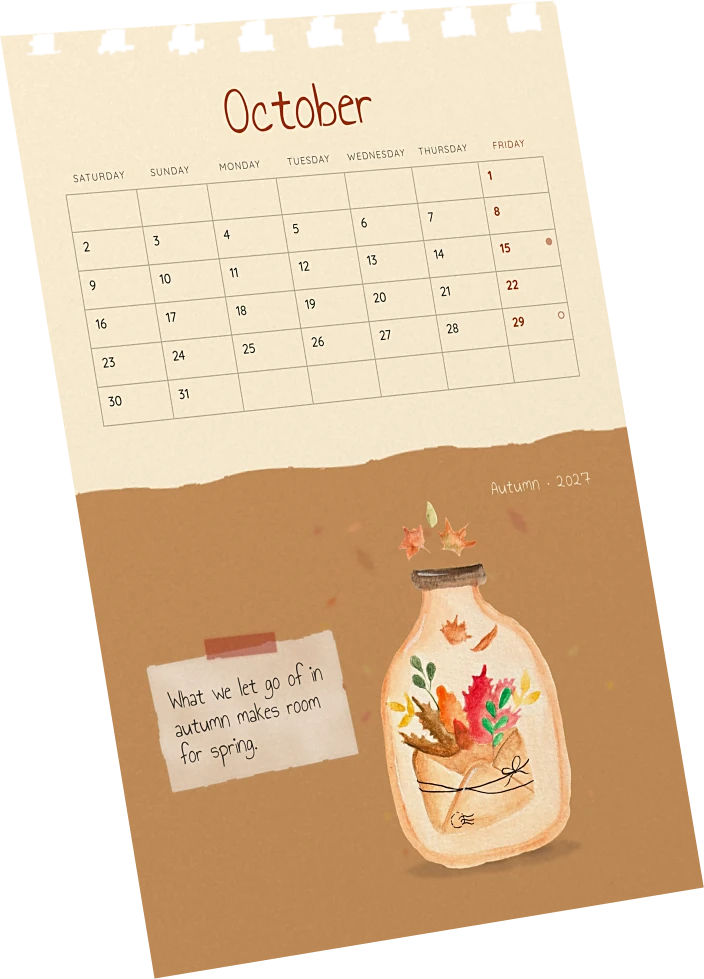 October
SATURDAY SUNDAY MONDAY TUESDAY WEDNESDAY THURSDAY FRIDAY
1
2 3 4 5 6 7 8
9 10 11 12 13 14 15
16 17 18 19 20 21 22
23 24 25 26 27 28 29
30 31
Autumn · 2027
What we let go of in
autumn makes room
for spring.